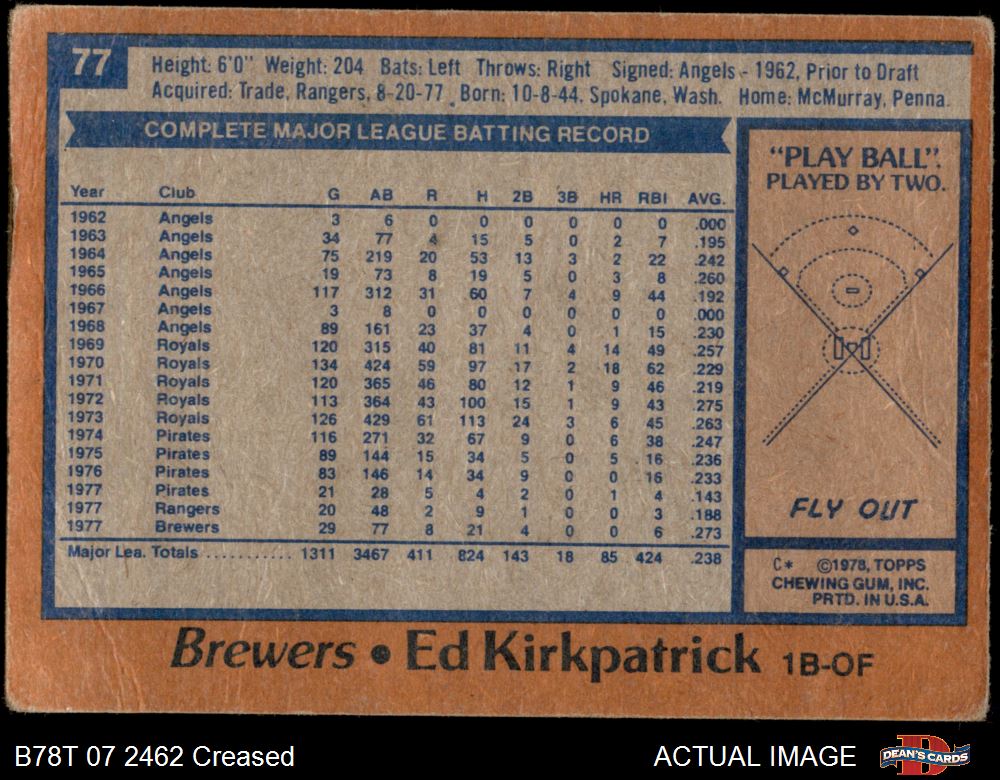 77
Height: 6'0" Weight: 204 Bats: Left Throws: Right Signed: Angels - 1962, Prior to Draft
Acquired: Trade, Rangers, 8-20-77 Born: 10-8-44. Spokane, Wash. Home: McMurray, Penna.
COMPLETE MAJOR LEAGUE BATTING RECORD
Year Club G AB R H 2B 3B HR RBI AVG.
1962 Angels 3 6 0 0 0 0 0 0 .000
1963 Angels 34 77 4 15 5 0 2 7 .195
1964 Angels 75 219 20 53 13 3 2 22 .242
1965 Angels 19 73 8 19 5 0 3 8 .260
1966 Angels 117 312 31 60 7 4 9 44 .192
1967 Angels 3 8 0 0 0 0 0 0 .000
1968 Angels 89 161 23 37 4 0 1 15 .230
1969 Royals 120 315 40 81 11 4 14 49 .257
1970 Royals 134 424 59 97 17 2 18 62 .229
1971 Royals 120 365 46 80 12 1 9 46 .219
1972 Royals 113 364 43 100 15 1 9 43 .275
1973 Royals 126 429 61 113 24 3 6 45 .263
1974 Pirates 116 271 32 67 9 0 6 38 .247
1975 Pirates 89 144 15 34 5 0 5 16 .236
1976 Pirates 83 146 14 34 9 0 0 16 .233
1977 Pirates 21 28 5 4 2 0 1 4 .143
1977 Rangers 20 48 2 9 1 0 0 3 .188
1977 Brewers 29 77 8 21 4 0 0 6 .273
Major Lea. Totals ........... 1311 3467 411 824 143 18 85 424 .238
"PLAY BALL".
PLAYED BY TWO.
FLY OUT
C* ©1978, TOPPS
CHEWING GUM, INC.
PRTD. IN U.S.A.
Brewers • Ed Kirkpatrick 1B-OF
B78T 07 2462 Creased
ACTUAL IMAGE
DEAN'S CARDS